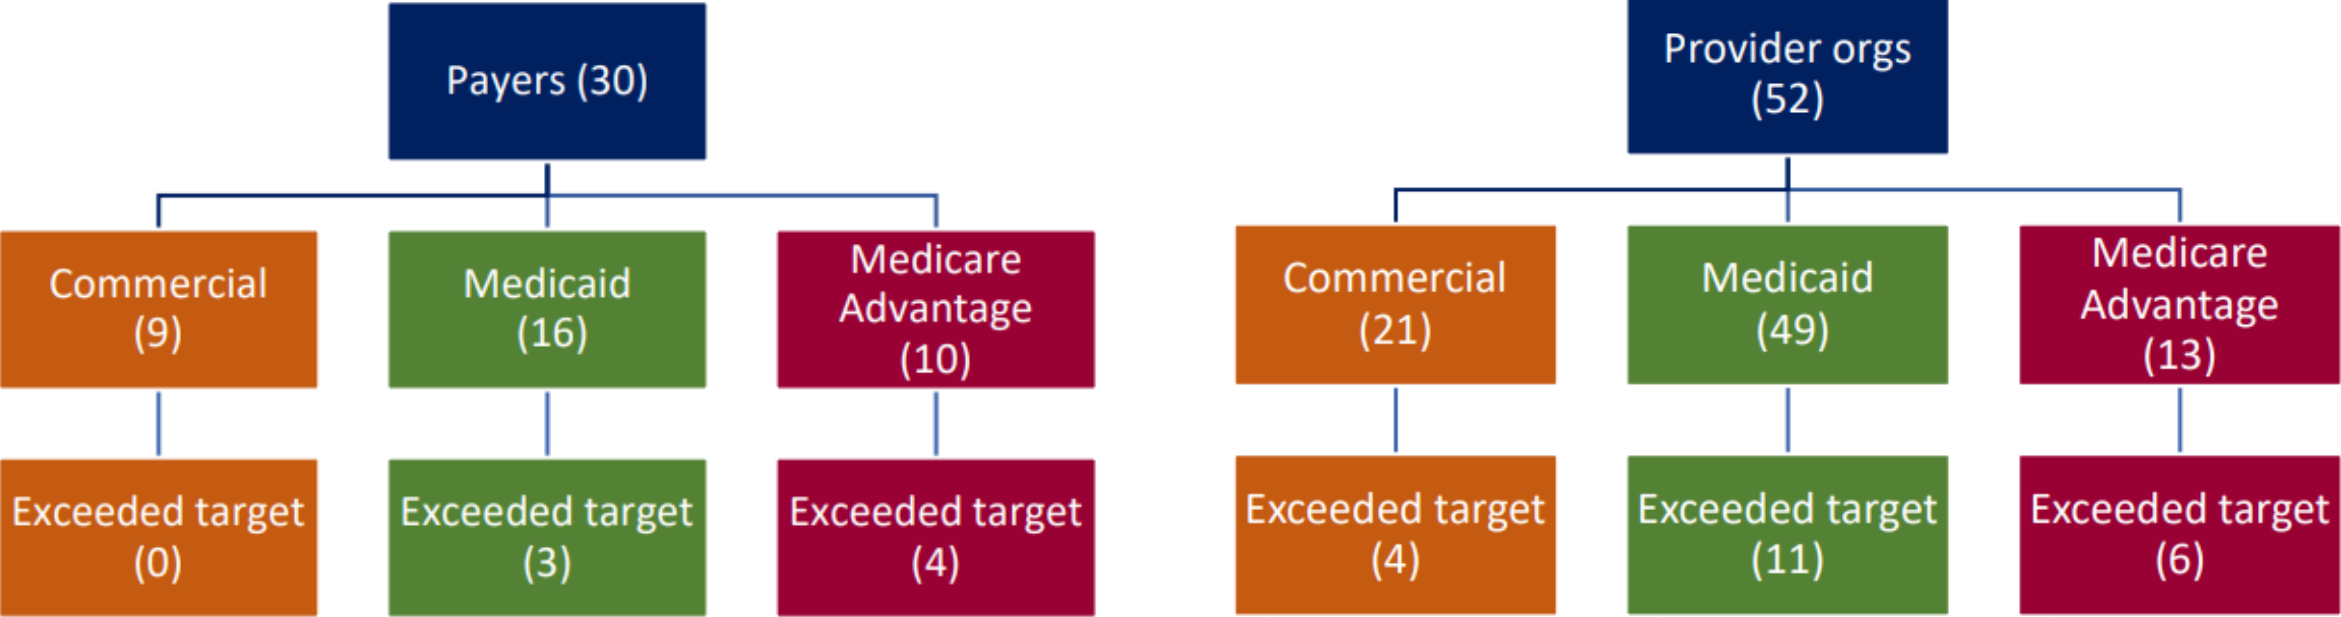 Payers (30)
Commercial
(9)
Medicaid
(16)
Medicare
Advantage
(10)
Exceeded target
(0)
Exceeded target
(3)
Exceeded target
(4)
Provider orgs
(52)
Commercial
(21)
Medicaid
(49)
Medicare
Advantage
(13)
Exceeded target
(4)
Exceeded target
(11)
Exceeded target
(6)